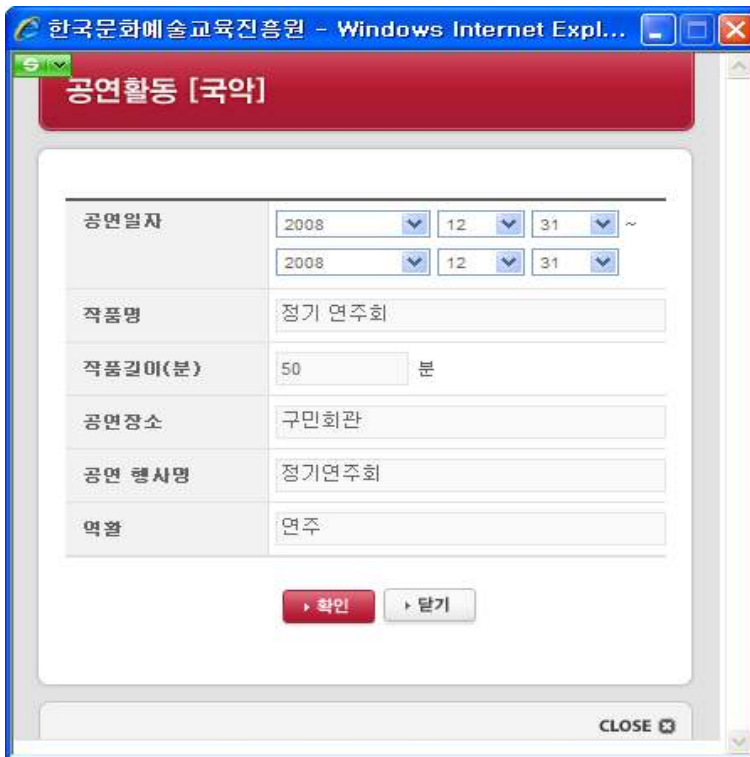 한국문화예술교육진흥원 - Windows Internet Expl...
공연활동 [국악]
공연일자 2008 12 31 ~
2008 12 31
작품명 정기 연주회
작품길이(분) 50 분
공연장소 구민회관
공연 행사명 정기연주회
역활 연주
확인 닫기
CLOSE